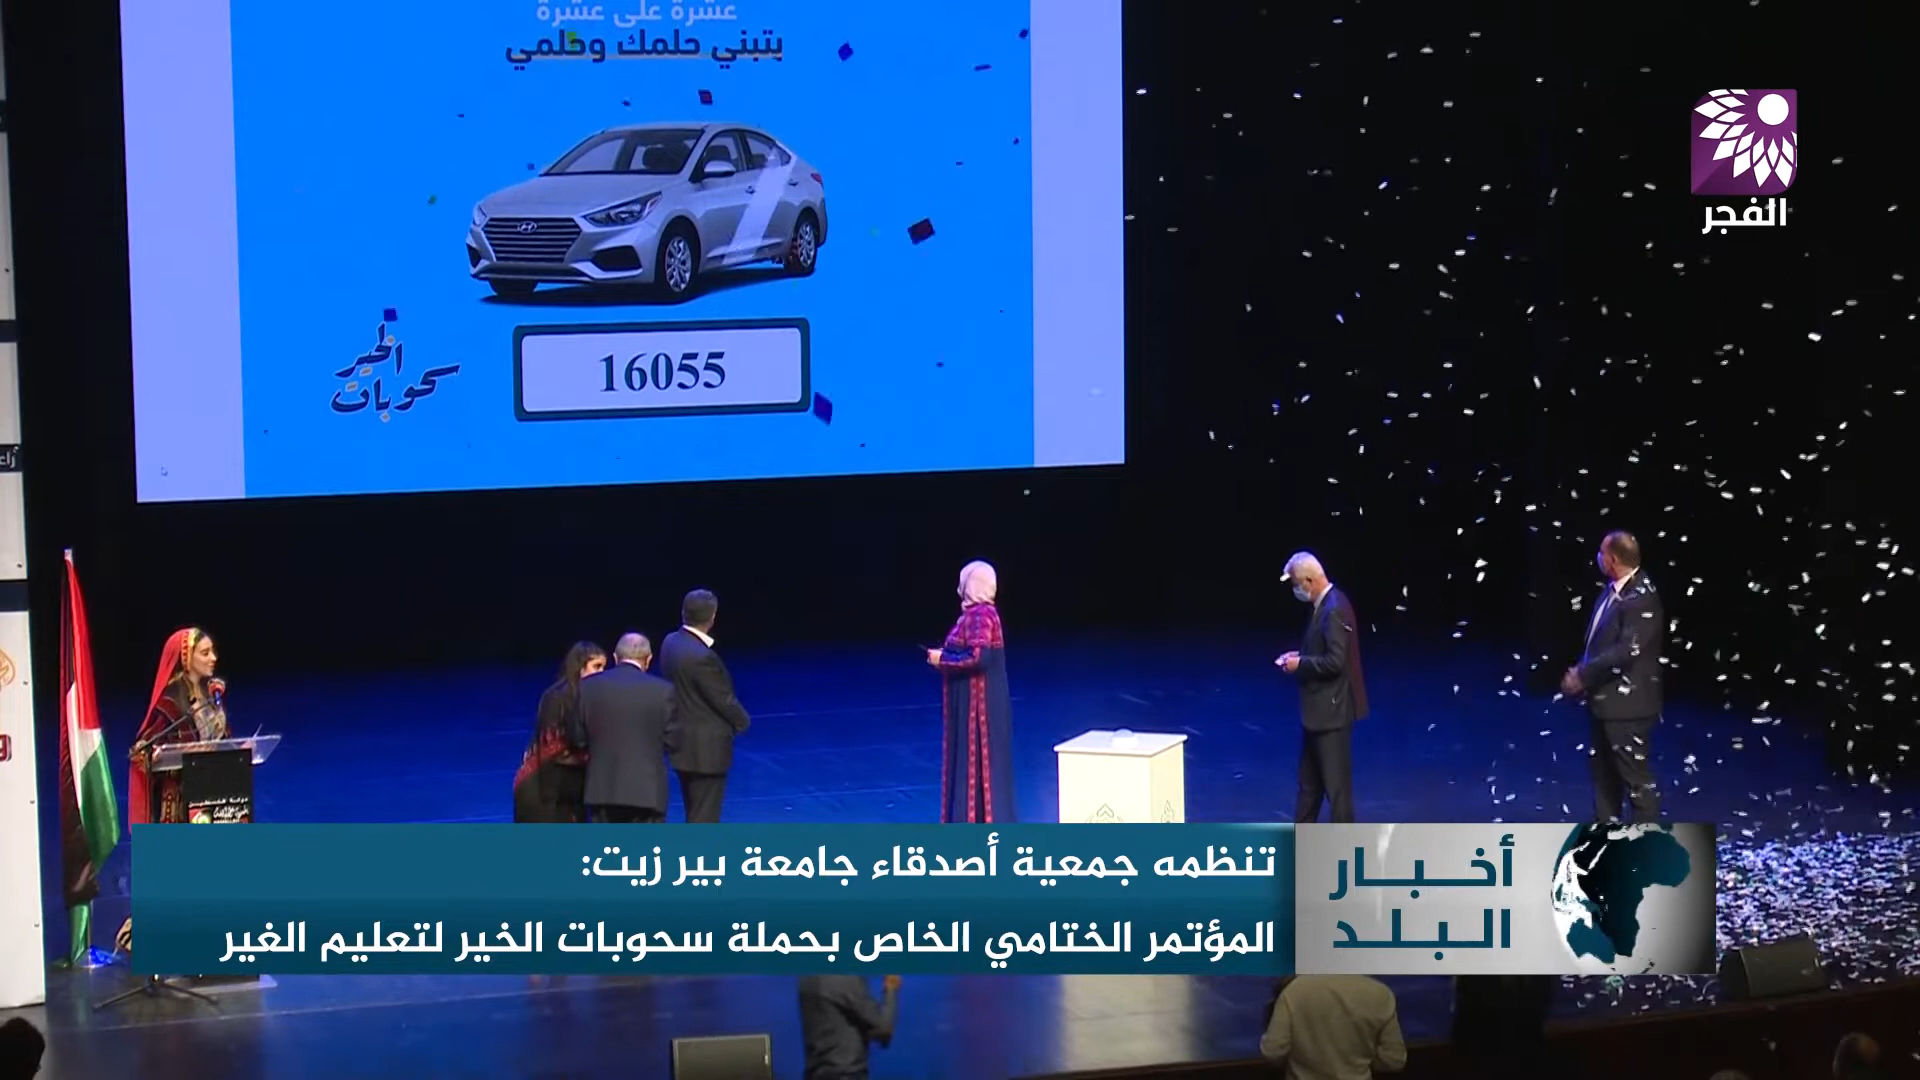 عشرة على عشرة
يتبني حلمك وحلمي
الفجر
سحوبات الخير
16055
أخبار البلد
تنظمه جمعية أصدقاء جامعة بير زيت:
المؤتمر الختامي الخاص بحملة سحوبات الخير لتعليم الغير